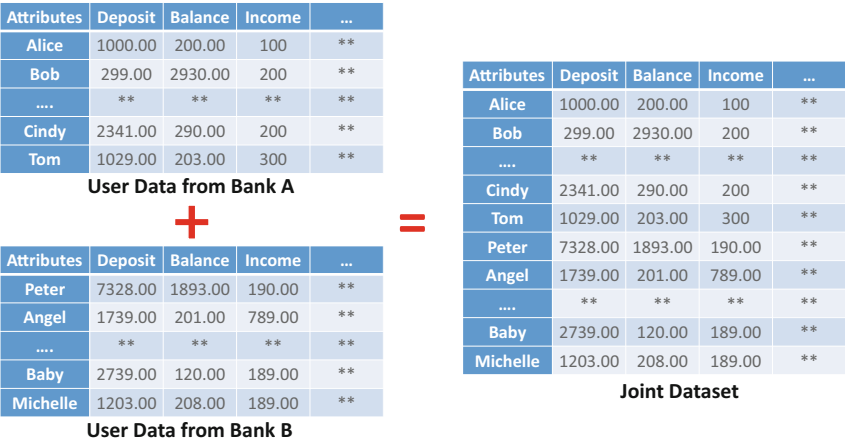 Attributes Deposit Balance Income ...
Alice 1000.00 200.00 100 **
Bob 299.00 2930.00 200 **
.... ** ** ** **
Cindy 2341.00 290.00 200 **
Tom 1029.00 203.00 300 **
User Data from Bank A
+
Attributes Deposit Balance Income ...
Peter 7328.00 1893.00 190.00 **
Angel 1739.00 201.00 789.00 **
.... ** ** ** **
Baby 2739.00 120.00 189.00 **
Michelle 1203.00 208.00 189.00 **
User Data from Bank B
=
Attributes Deposit Balance Income ...
Alice 1000.00 200.00 100 **
Bob 299.00 2930.00 200 **
.... ** ** ** **
Cindy 2341.00 290.00 200 **
Tom 1029.00 203.00 300 **
Peter 7328.00 1893.00 190.00 **
Angel 1739.00 201.00 789.00 **
.... ** ** ** **
Baby 2739.00 120.00 189.00 **
Michelle 1203.00 208.00 189.00 **
Joint Dataset